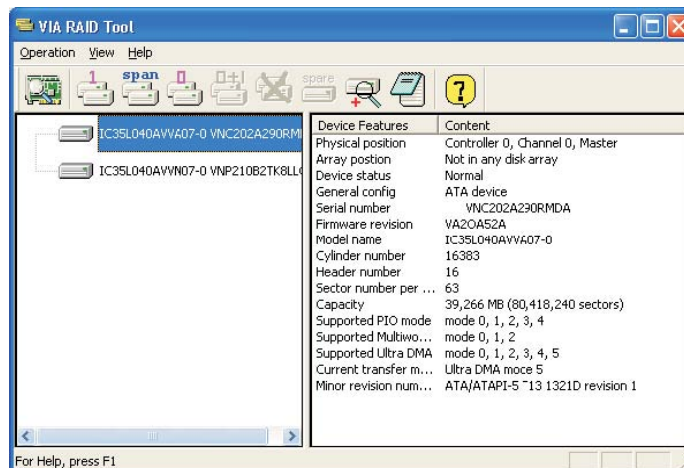 VIA RAID Tool
Operation View Help
1 span 0 0+1 spare ?
IC35L040AVVA07-0 VNC202A290RM
IC35L040AVVN07-0 VNP210B2TK8LL
Device Features Content
Physical position Controller 0, Channel 0, Master
Array postion Not in any disk array
Device status Normal
General config ATA device
Serial number VNC202A290RMDA
Firmware revision VA2OA52A
Model name IC35L040AVVA07-0
Cylinder number 16383
Header number 16
Sector number per ... 63
Capacity 39,266 MB (80,418,240 sectors)
Supported PIO mode mode 0, 1, 2, 3, 4
Supported Multiwo... mode 0, 1, 2
Supported Ultra DMA mode 0, 1, 2, 3, 4, 5
Current transfer m... Ultra DMA moce 5
Minor revision num... ATA/ATAPI-5 T13 1321D revision 1
For Help, press F1